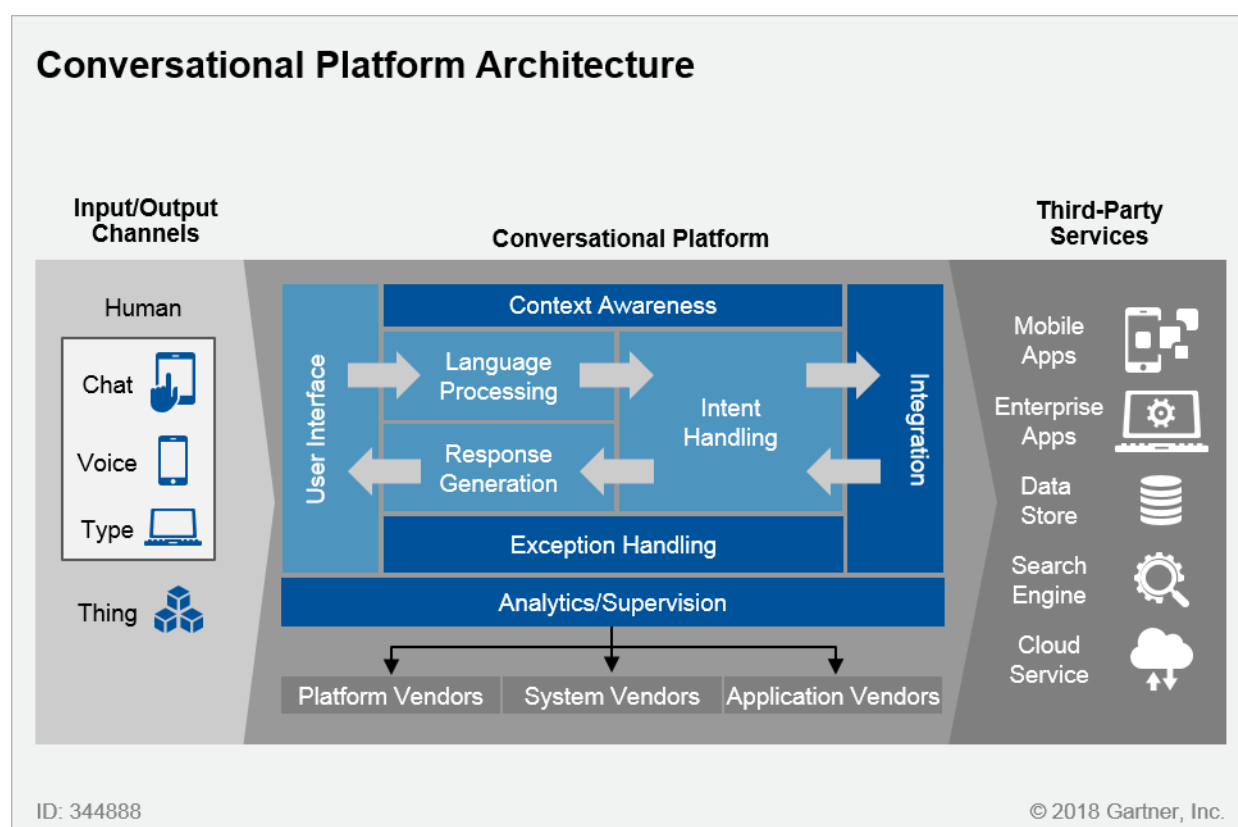 Conversational Platform Architecture
Input/Output
Channels
Conversational Platform
Third-Party
Services
Human
Chat
Voice
Type
Thing
User Interface
Context Awareness
Language
Processing
Response
Generation
Intent
Handling
Exception Handling
Integration
Analytics/Supervision
Platform Vendors
System Vendors
Application Vendors
Mobile
Apps
Enterprise
Apps
Data
Store
Search
Engine
Cloud
Service
ID: 344888
© 2018 Gartner, Inc.